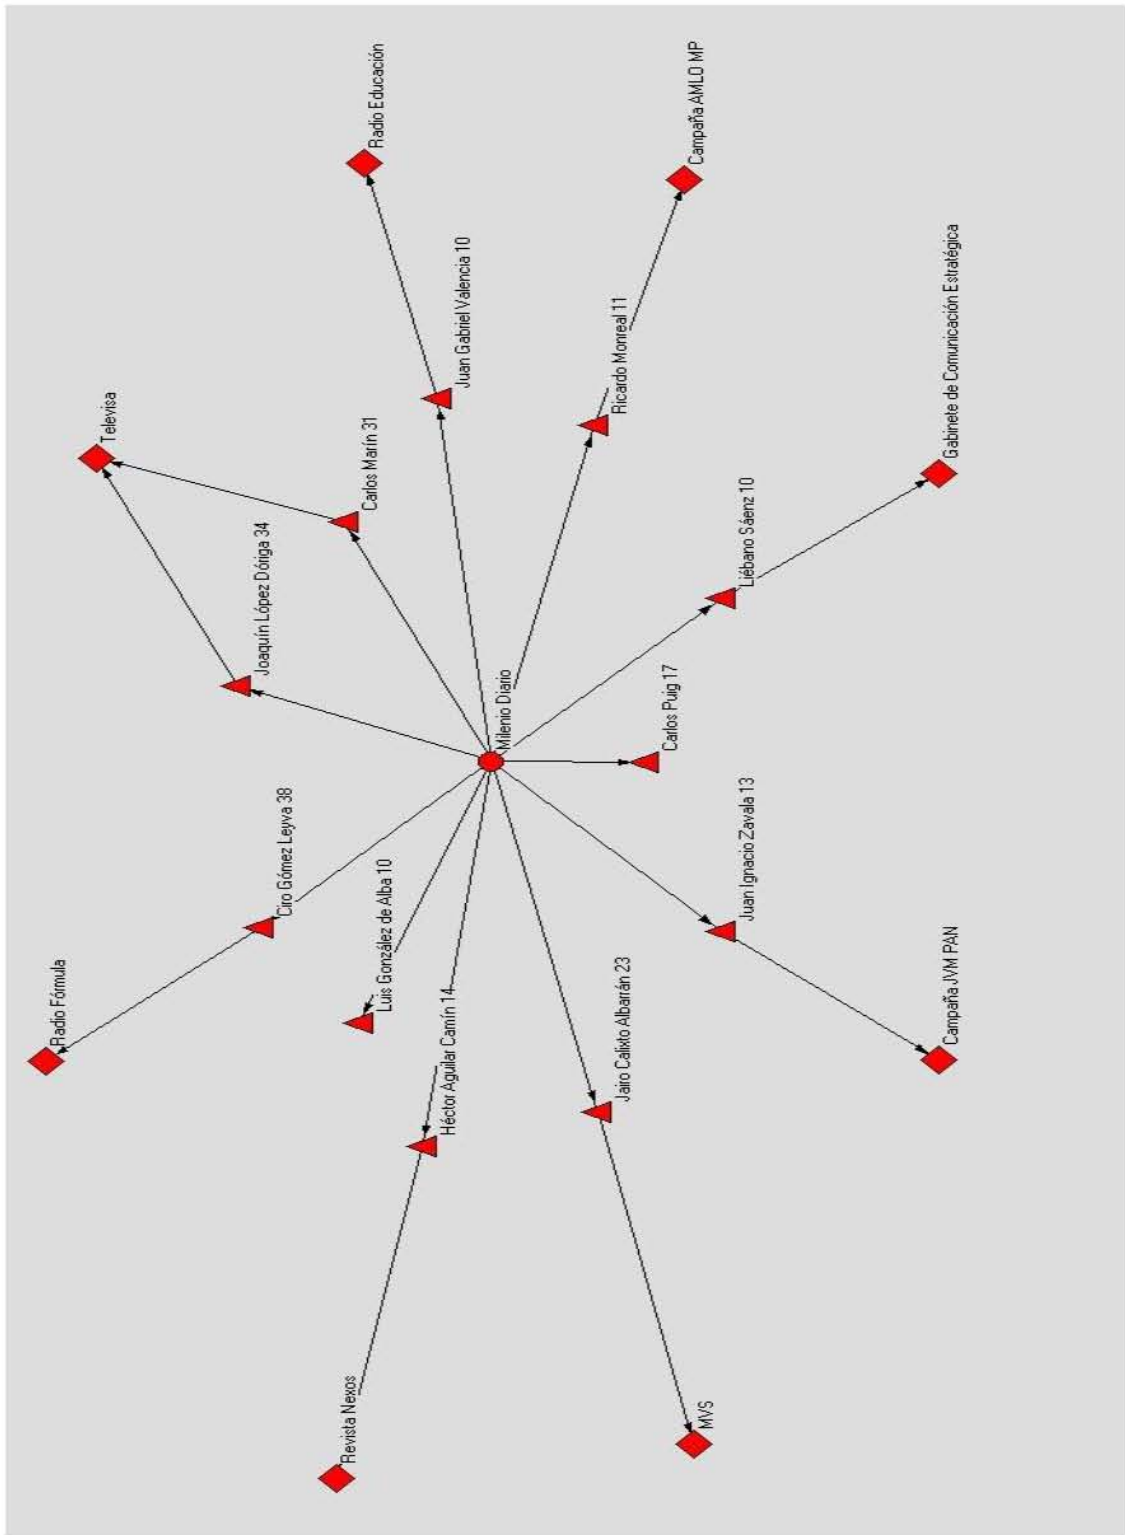 Televisa
Radio Educación
Joaquín López Dóriga 34
Carlos Marín 31
Juan Gabriel Valencia 10
Radio Fórmula
Ciro Gómez Leyva 38
Luis González de Alba 10
Héctor Aguilar Camín 14
Revista Nexos
Milenio Diario
Ricardo Monreal 11
Campaña AMLO MP
Carlos Puig 17
Liébano Sáenz 10
Jairo Calixto Albarrán 23
MVS
Juan Ignacio Zavala 13
Campaña JVM PAN
Gabinete de Comunicación Estratégica